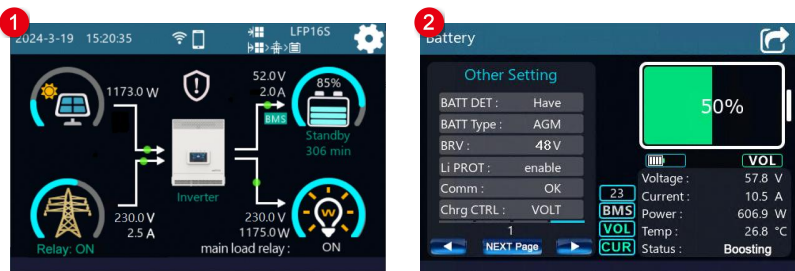 1
2024-3-19 15:20:35
LFP16S
1173.0 W
52.0 V
2.0 A
85%
BMS
Standby
306 min
Inverter
230.0 V
2.5 A
230.0 V
1175.0 W
Relay: ON
main load relay :
ON
2
Battery
Other Setting
BATT DET : Have
BATT Type : AGM
BRV : 48 V
Li PROT : enable
Comm : OK
Chrg CTRL : VOLT
1
NEXT Page
50%
VOL
23
BMS
VOL
CUR
Voltage : 57.8 V
Current : 10.5 A
Power : 606.9 W
Temp : 26.8 °C
Status : Boosting